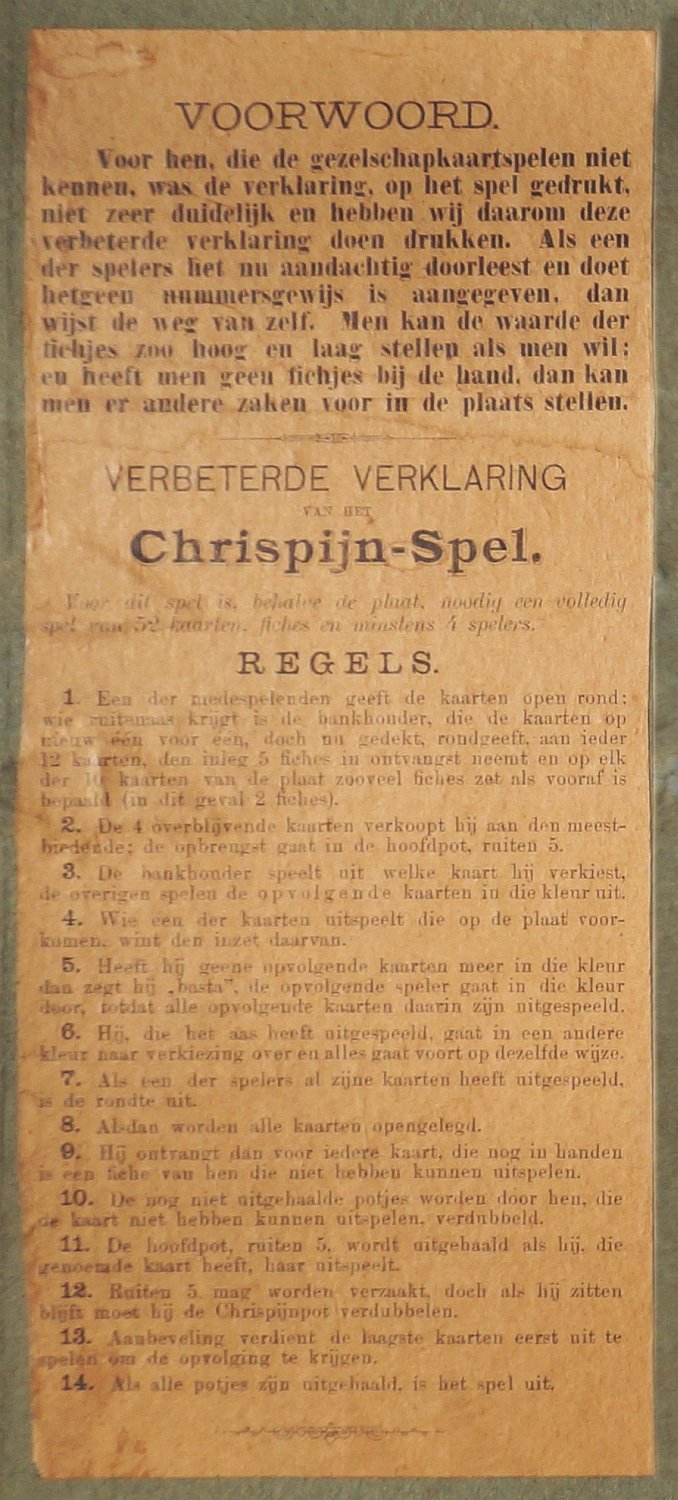 VOORWOORD.
Voor hen, die de gezelschapkaartspelen niet
kennen, was de verklaring, op het spel gedrukt,
niet zeer duidelijk en hebben wij daarom deze
verbeterde verklaring doen drukken. Als een
der spelers het nu aandachtig doorleest en doet
hetgeen nummersgewijs is aangegeven, dan
wijst de weg van zelf. Men kan de waarde der
fichjes zoo hoog en laag stellen als men wil;
en heeft men geen fichjes bij de hand, dan kan
men er andere zaken voor in de plaats stellen.
VERBETERDE VERKLARING
VAN HET
Chrispijn-Spel.
Voor dit spel is, behalve de plaat, noodig een volledig
spel van 52 kaarten, fiches en minstens 4 spelers.
REGELS.
1. Een der medespelenden geeft de kaarten open rond;
wie ruitenaas krijgt is de bankhouder, die de kaarten op
nieuw één voor één, doch nu gedekt, rondgeeft, aan ieder
12 kaarten, den inleg 5 fiches in ontvangst neemt en op elk
der 10 kaarten van de plaat zooveel fiches zet als vooraf is
bepaald (in dit geval 2 fiches).
2. De 4 overblijvende kaarten verkoopt hij aan den meest-
biedende; de opbrengst gaat in de hoofdpot, ruiten 5.
3. De bankhouder speelt uit welke kaart hij verkiest,
de overigen spelen de opvolgende kaarten in die kleur uit.
4. Wie een der kaarten uitspeelt die op de plaat voor-
komen, wint den inzet daarvan.
5. Heeft hij geene opvolgende kaarten meer in die kleur
dan zegt hij „basta”, de opvolgende speler gaat in die kleur
door, totdat alle opvolgende kaarten daarin zijn uitgespeeld.
6. Hij, die het aas heeft uitgespeeld, gaat in een andere
kleur naar verkiezing over en alles gaat voort op dezelfde wijze.
7. Als een der spelers al zijne kaarten heeft uitgespeeld,
is de rondte uit.
8. Alsdan worden alle kaarten opengelegd.
9. Hij ontvangt dan voor iedere kaart, die nog in handen
is een fiche van hen die niet hebben kunnen uitspelen.
10. De nog niet uitgehaalde potjes worden door hen, die
de kaart niet hebben kunnen uitspelen, verdubbeld.
11. De hoofdpot, ruiten 5, wordt uitgehaald als hij, die
genoemde kaart heeft, haar uitspeelt.
12. Ruiten 5 mag worden verzaakt, doch als hij zitten
blijft moet hij de Chrispijnpot verdubbelen.
13. Aanbeveling verdient de laagste kaarten eerst uit te
spelen om de opvolging te krijgen.
14. Als alle potjes zijn uitgehaald, is het spel uit.